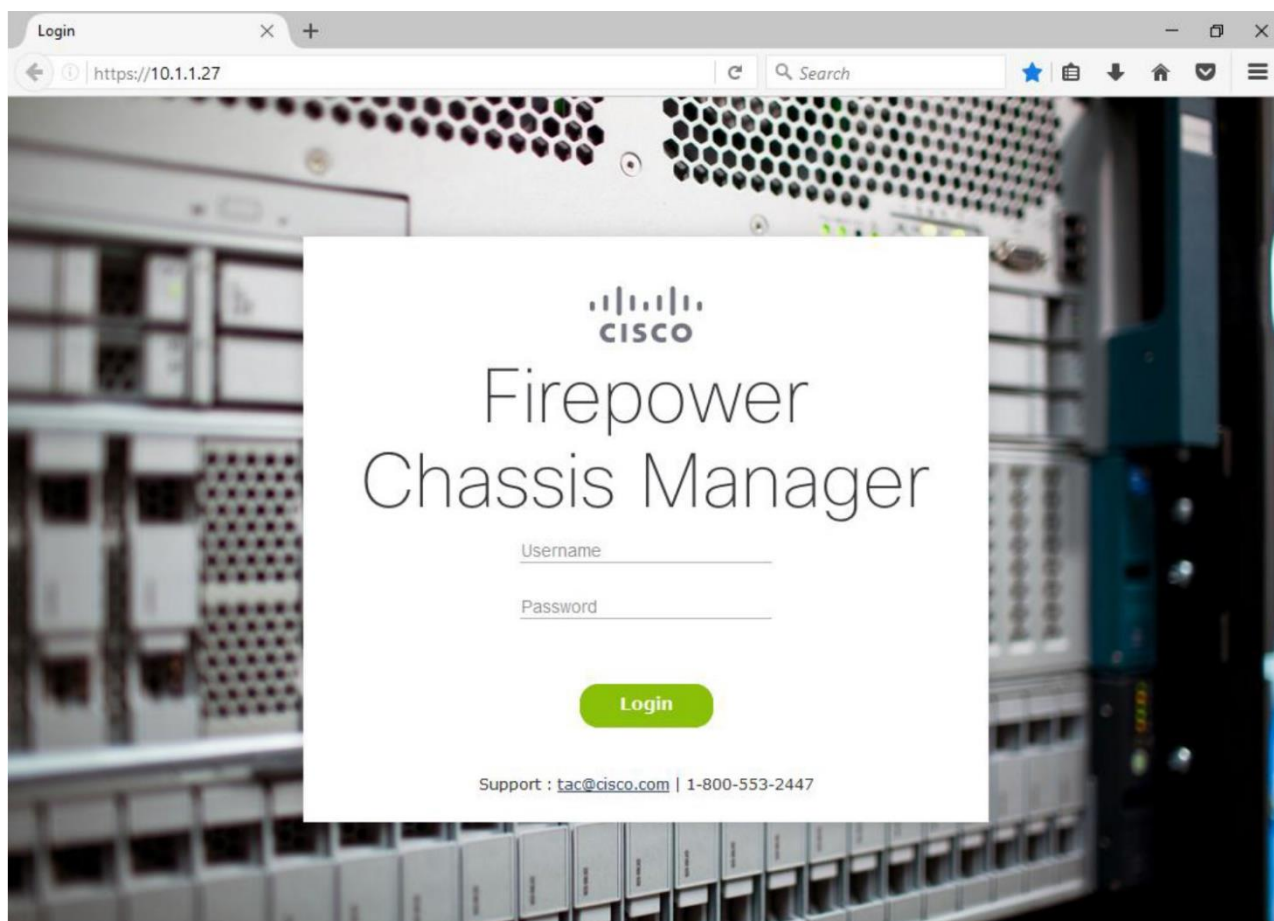 Login
https://10.1.1.27
Search
CISCO
Firepower
Chassis Manager
Username
Password
Login
Support : tac@cisco.com | 1-800-553-2447